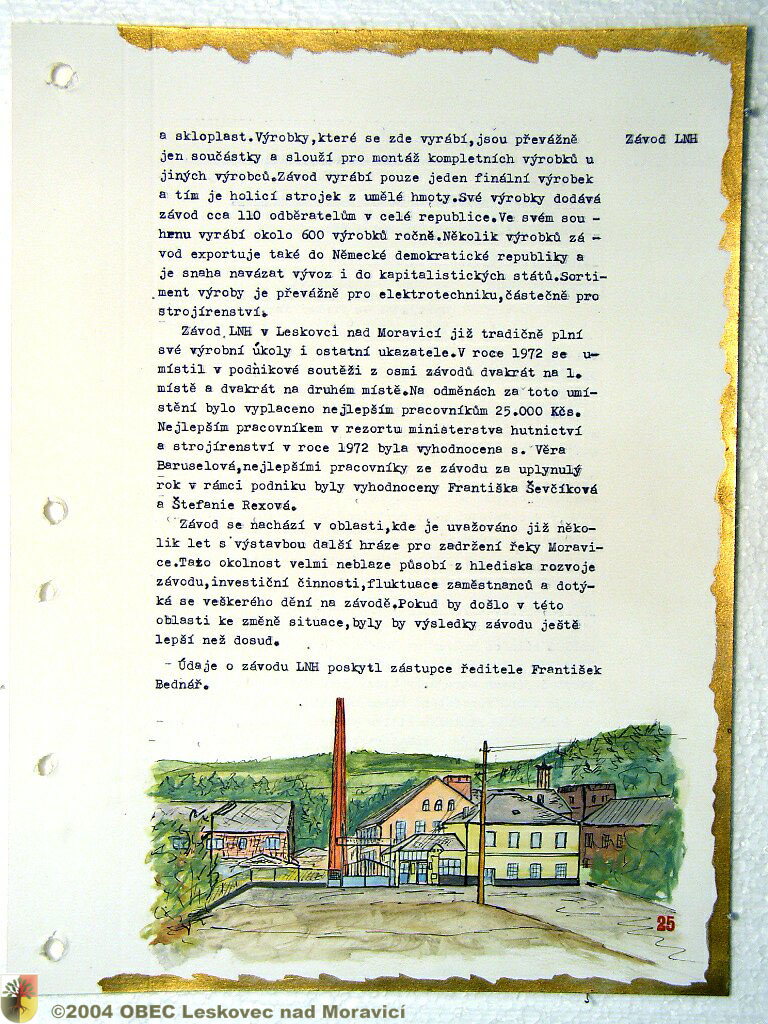 a skloplast.Výrobky,které se zde vyrábí,jsou převážně
Závod LNH
jen součástky a slouží pro montáž kompletních výrobků u
jiných výrobců.Závod vyrábí pouze jeden finální výrobek
a tím je holicí strojek z umělé hmoty.Své výrobky dodává
závod cca 110 odběratelům v celé republice.Ve svém sou -
hrnu vyrábí okolo 600 výrobků ročně.Několik výrobků zá -
vod exportuje také do Německé demokratické republiky a
je snaha navázat vývoz i do kapitalistických států.Sorti-
ment výroby je převážně pro elektrotechniku,částečně pro
strojírenství.
Závod LNH v Leskovci nad Moravicí již tradičně plní
své výrobní úkoly i ostatní ukazatele.V roce 1972 se u-
místil v podnikové soutěži z osmi závodů dvakrát na 1.
místě a dvakrát na druhém místě.Na odměnách za toto umí-
stění bylo vyplaceno nejlepším pracovníkům 25.000 Kčs.
Nejlepším pracovníkem v rezortu ministerstva hutnictví
a strojírenství v roce 1972 byla vyhodnocena s. Věra
Baruselová,nejlepšími pracovníky ze závodu za uplynulý
rok v rámci podniku byly vyhodnoceny Františka Ševčíková
a Štefanie Rexová.
Závod se nachází v oblasti,kde je uvažováno již něko-
lik let s výstavbou další hráze pro zadržení řeky Moravi-
ce.Tato okolnost velmi neblaze působí z hlediska rozvoje
závodu,investiční činnosti,fluktuace zaměstnanců a dotý-
ká se veškerého dění na závodě.Pokud by došlo v této
oblasti ke změně situace,byly by výsledky závodu ještě
lepší než dosud.
- Údaje o závodu LNH poskytl zástupce ředitele František
Bednář.
25
©2004 OBEC Leskovec nad Moravicí